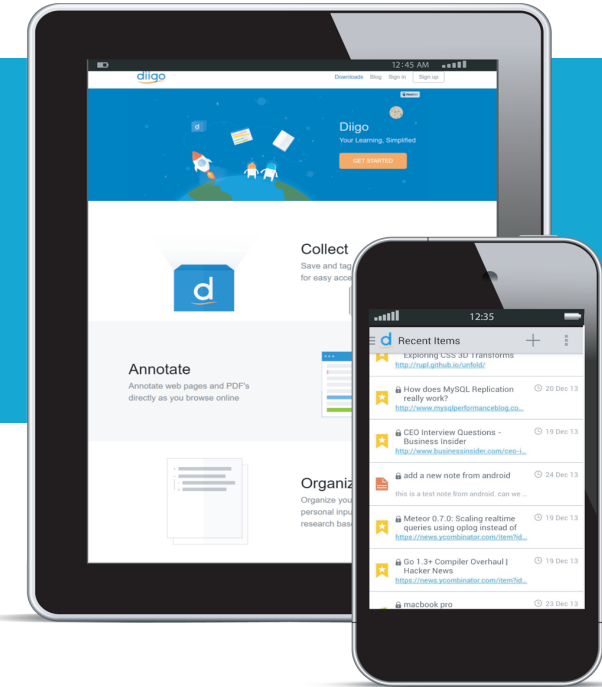 12:45 AM
diigo
Downloads Blog Sign in Sign up
d
Diigo
Your Learning, Simplified
GET STARTED
Collect
Save and tag
for easy acce
d
Annotate
Annotate web pages and PDF's
directly as you browse online
Organiz
Organize you
personal inpu
research bas
12:35
d Recent Items
Exploring CSS 3D Transforms
http://rupl.github.io/unfold/
How does MySQL Replication 20 Dec 13
really work?
http://www.mysqlperformanceblog.co...
CEO Interview Questions - 19 Dec 13
Business Insider
http://www.businessinsider.com/ceo-i...
add a new note from android 24 Dec 13
this is a test note from android. can we ...
Meteor 0.7.0: Scaling realtime 19 Dec 13
queries using oplog instead of
https://news.ycombinator.com/item?id...
Go 1.3+ Compiler Overhaul | 19 Dec 13
Hacker News
https://news.ycombinator.com/item?id...
macbook pro 23 Dec 13